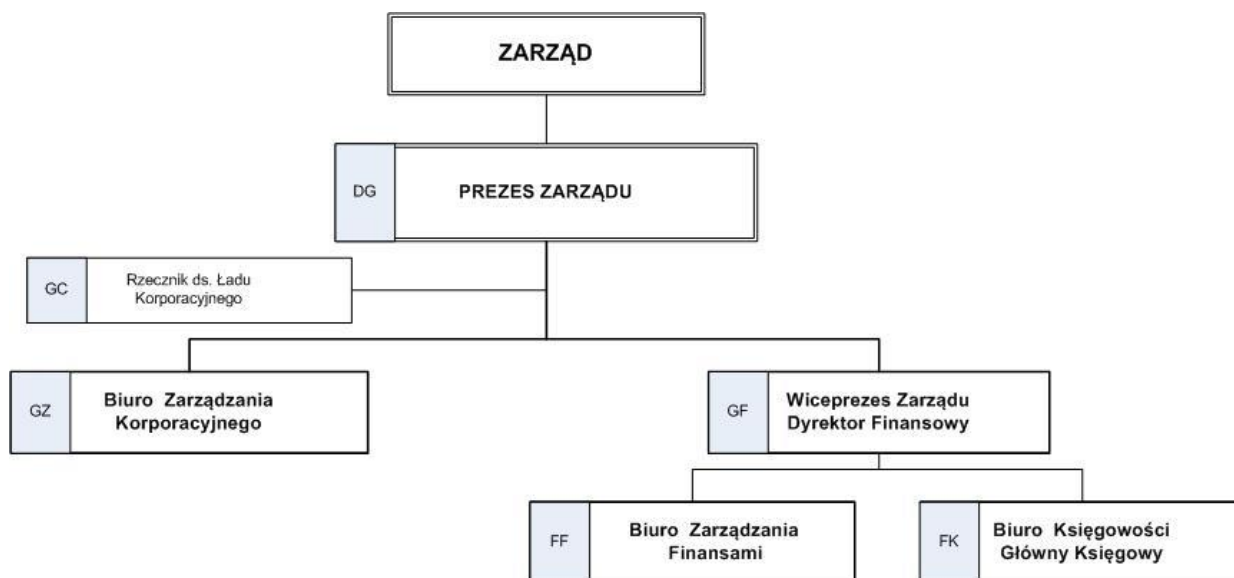 ZARZĄD
DG
PREZES ZARZĄDU
GC
Rzecznik ds. Ładu
Korporacyjnego
GZ
Biuro Zarządzania
Korporacyjnego
GF
Wiceprezes Zarządu
Dyrektor Finansowy
FF
Biuro Zarządzania
Finansami
FK
Biuro Księgowości
Główny Księgowy